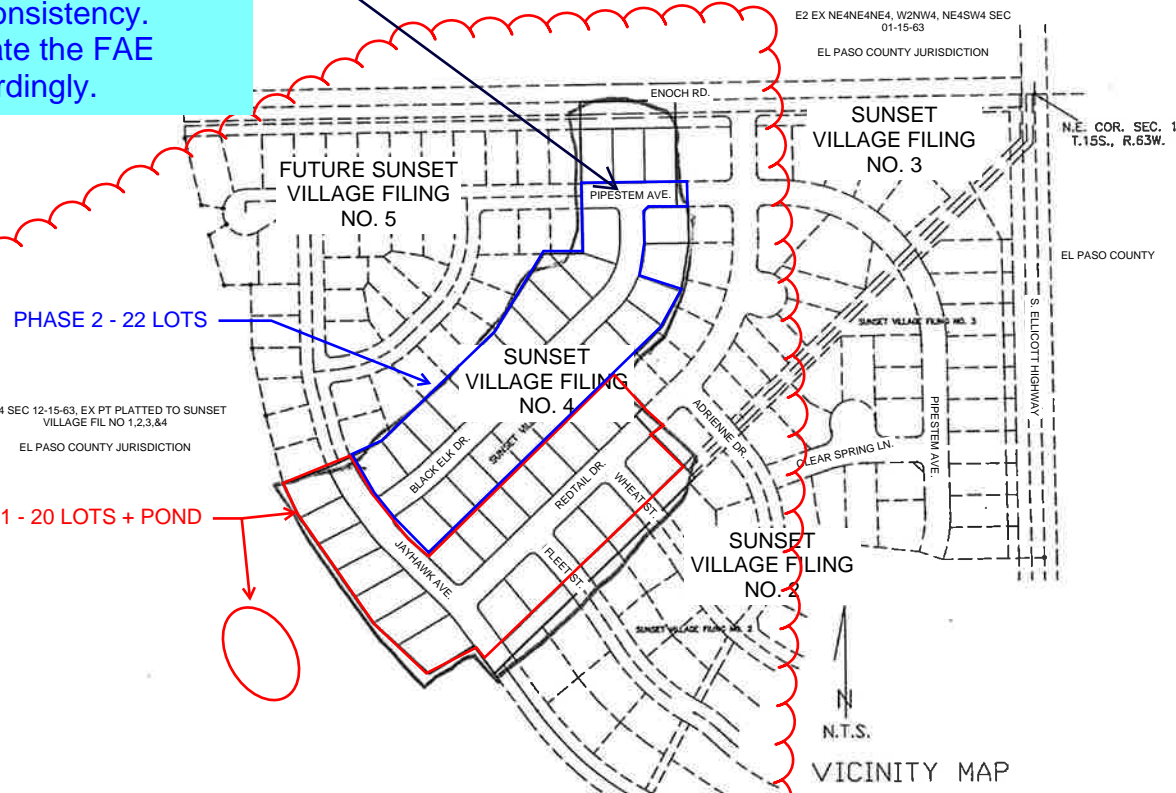 onsistency.
ate the FAE
rdingly.
E2 EX NE4NE4NE4, W2NW4, NE4SW4 SEC
01-15-63
EL PASO COUNTY JURISDICTION
ENOCH RD.
SUNSET
VILLAGE FILING
NO. 3
N.E. COR. SEC. 1
T.15S., R.63W.
FUTURE SUNSET
VILLAGE FILING
NO. 5
PIPESTEM AVE.
EL PASO COUNTY
PHASE 2 - 22 LOTS
SUNSET VILLAGE FILING NO. 3
S. ELLICOTT HIGHWAY
SUNSET
VILLAGE FILING
NO. 4
4 SEC 12-15-63, EX PT PLATTED TO SUNSET
VILLAGE FIL NO 1,2,3,&4
EL PASO COUNTY JURISDICTION
ADRIENNE DR.
PIPESTEM AVE.
BLACK ELK DR.
SUNSET
CLEAR SPRING LN.
REDTAIL DR.
WHEAT ST.
1 - 20 LOTS + POND
JAYHAWK AVE.
FLEET ST.
SUNSET
VILLAGE FILING
NO. 2
SUNSET VILLAGE FILING NO. 2
N
N.T.S.
VICINITY MAP